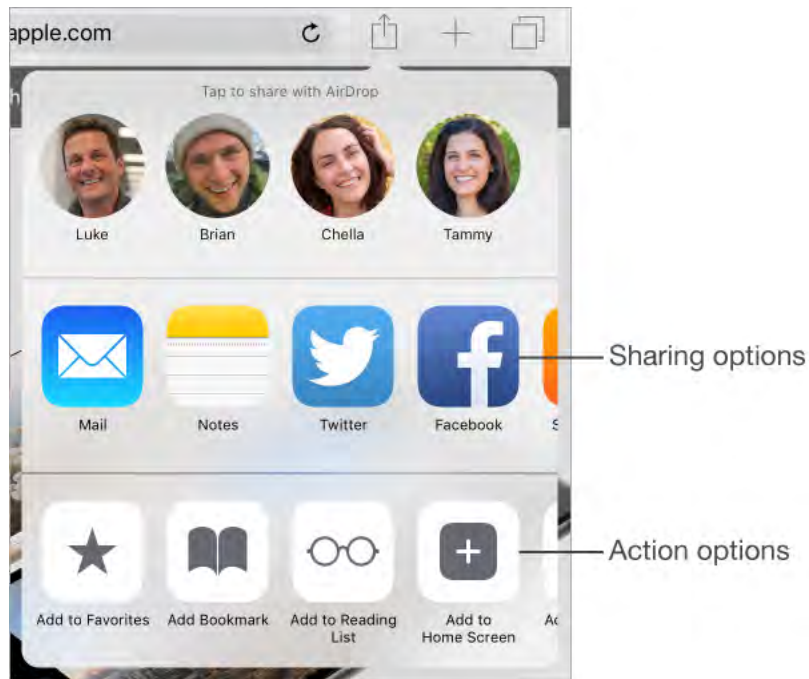 apple.com
Tap to share with AirDrop
Luke Brian Chella Tammy
Sharing options
Mail Notes Twitter Facebook
Action options
Add to Favorites Add Bookmark Add to Reading List Add to Home Screen